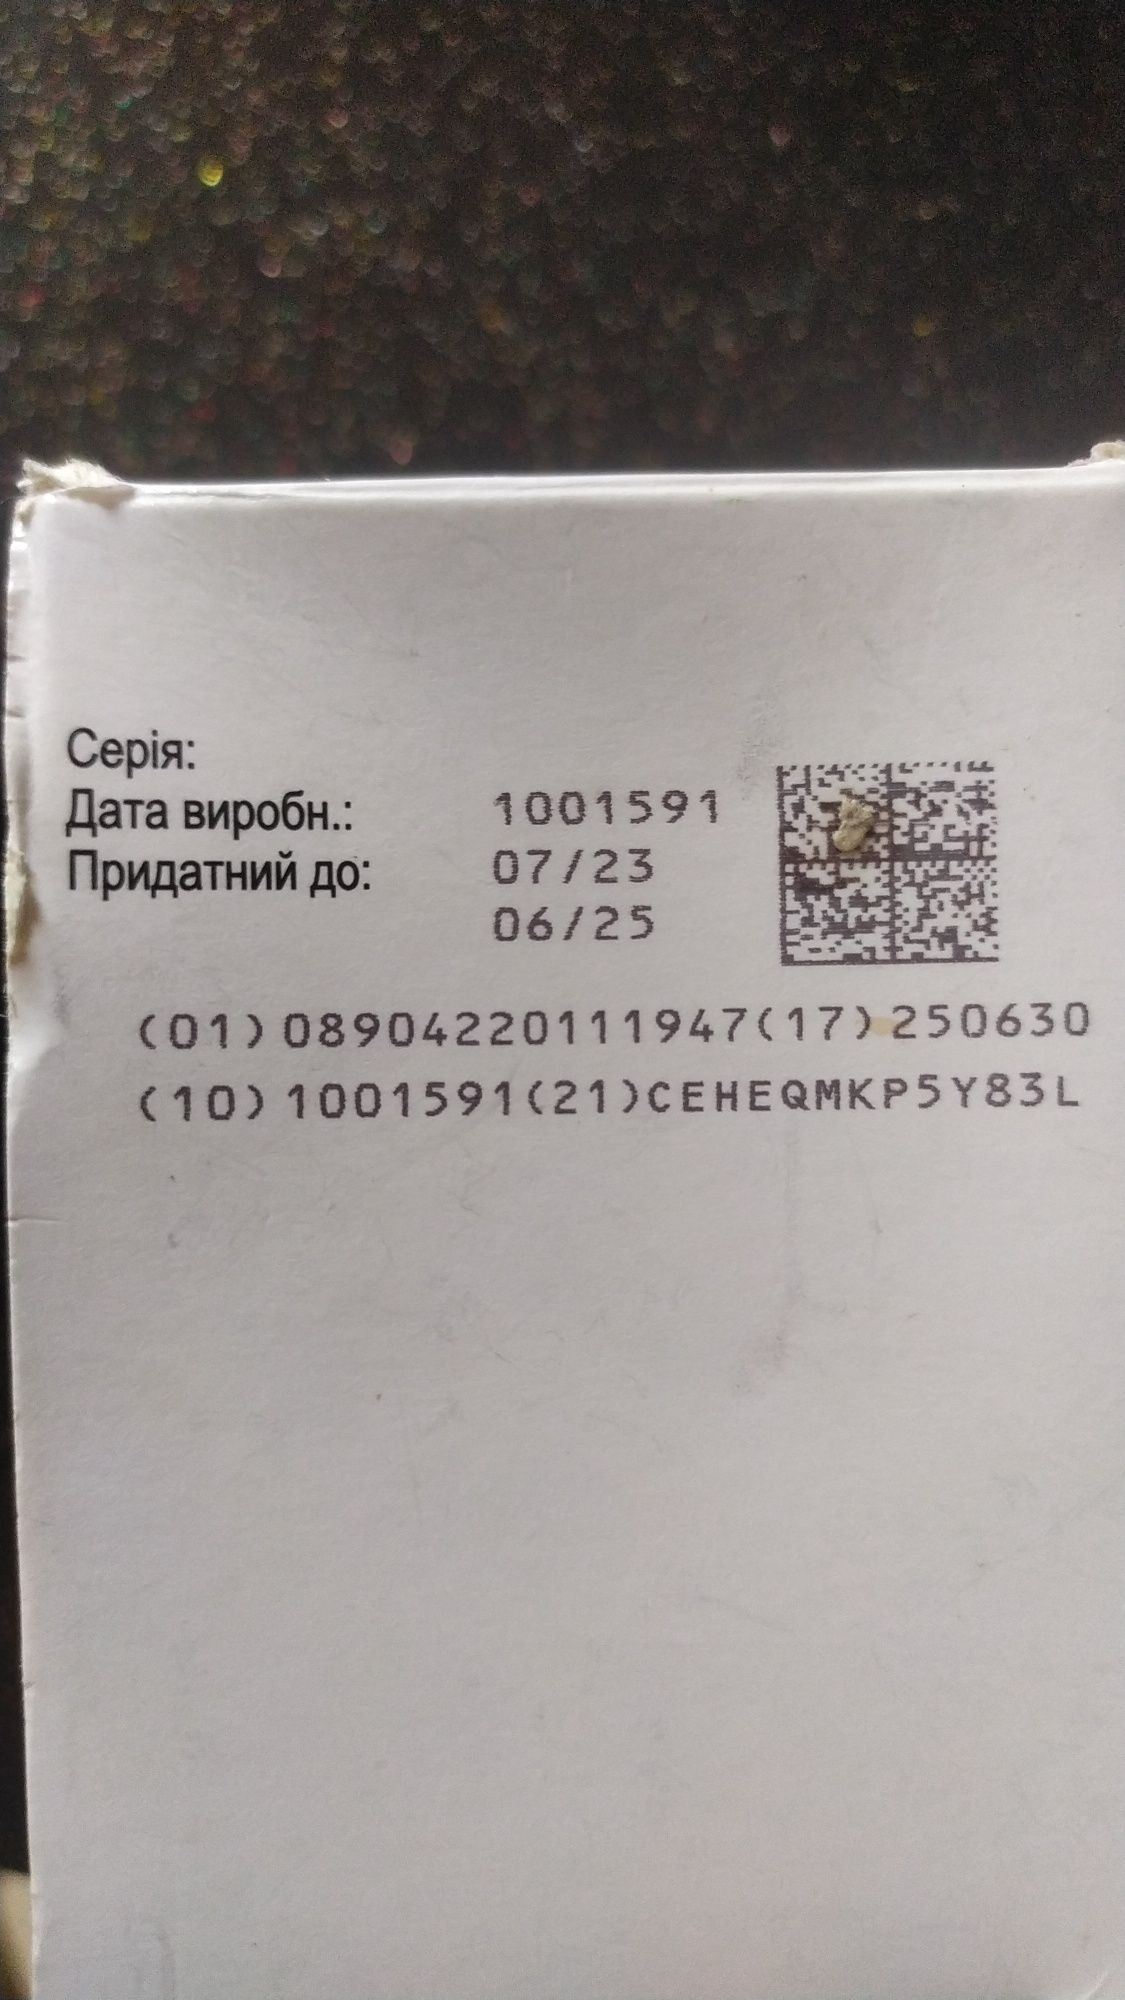 Серія:
Дата виробн.: 1001591
Придатний до: 07/23
06/25
(01)08904220111947(17)250630
(10)1001591(21)CEHEQMKP5Y83L